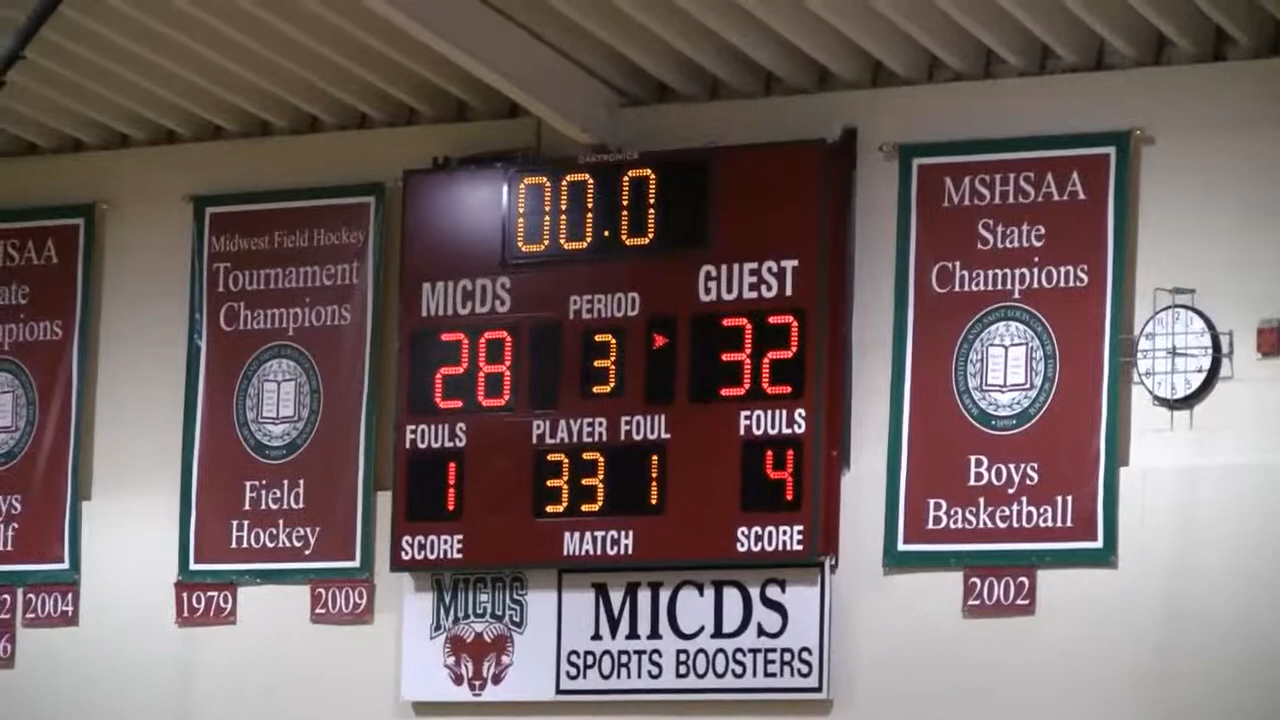 DAKTRONICS
00.0
MICDS
PERIOD
GUEST
28
3
32
FOULS
PLAYER FOUL
FOULS
1
33 1
4
SCORE
MATCH
SCORE
MICDS
MICDS
SPORTS BOOSTERS
Midwest Field Hockey
Tournament
Champions
Field
Hockey
1979
2009
MSHSAA
State
Champions
Boys
Basketball
2002
2004